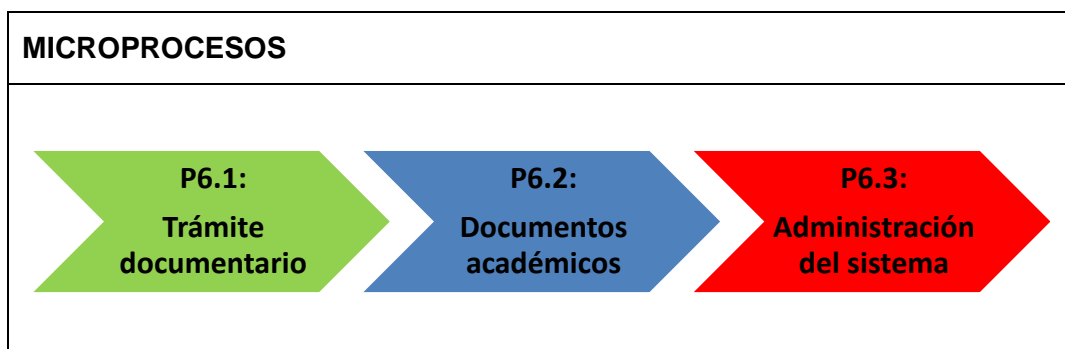 MICROPROCESOS
P6.1:
Trámite
documentario
P6.2:
Documentos
académicos
P6.3:
Administración
del sistema